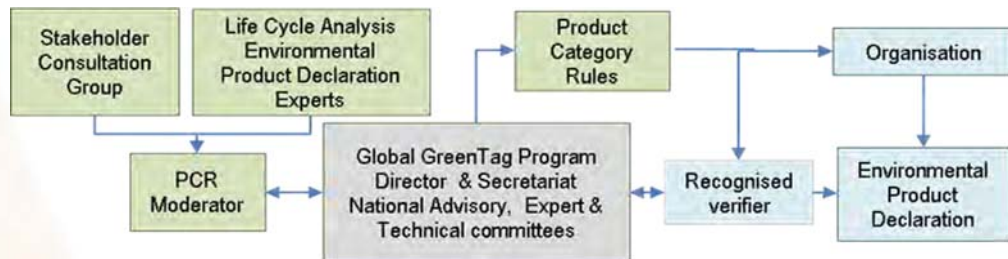 Stakeholder
Consultation
Group
Life Cycle Analysis
Environmental
Product Declaration
Experts
Product
Category
Rules
Organisation
PCR
Moderator
Global GreenTag Program
Director & Secretariat
National Advisory, Expert &
Technical committees
Recognised
verifier
Environmental
Product
Declaration